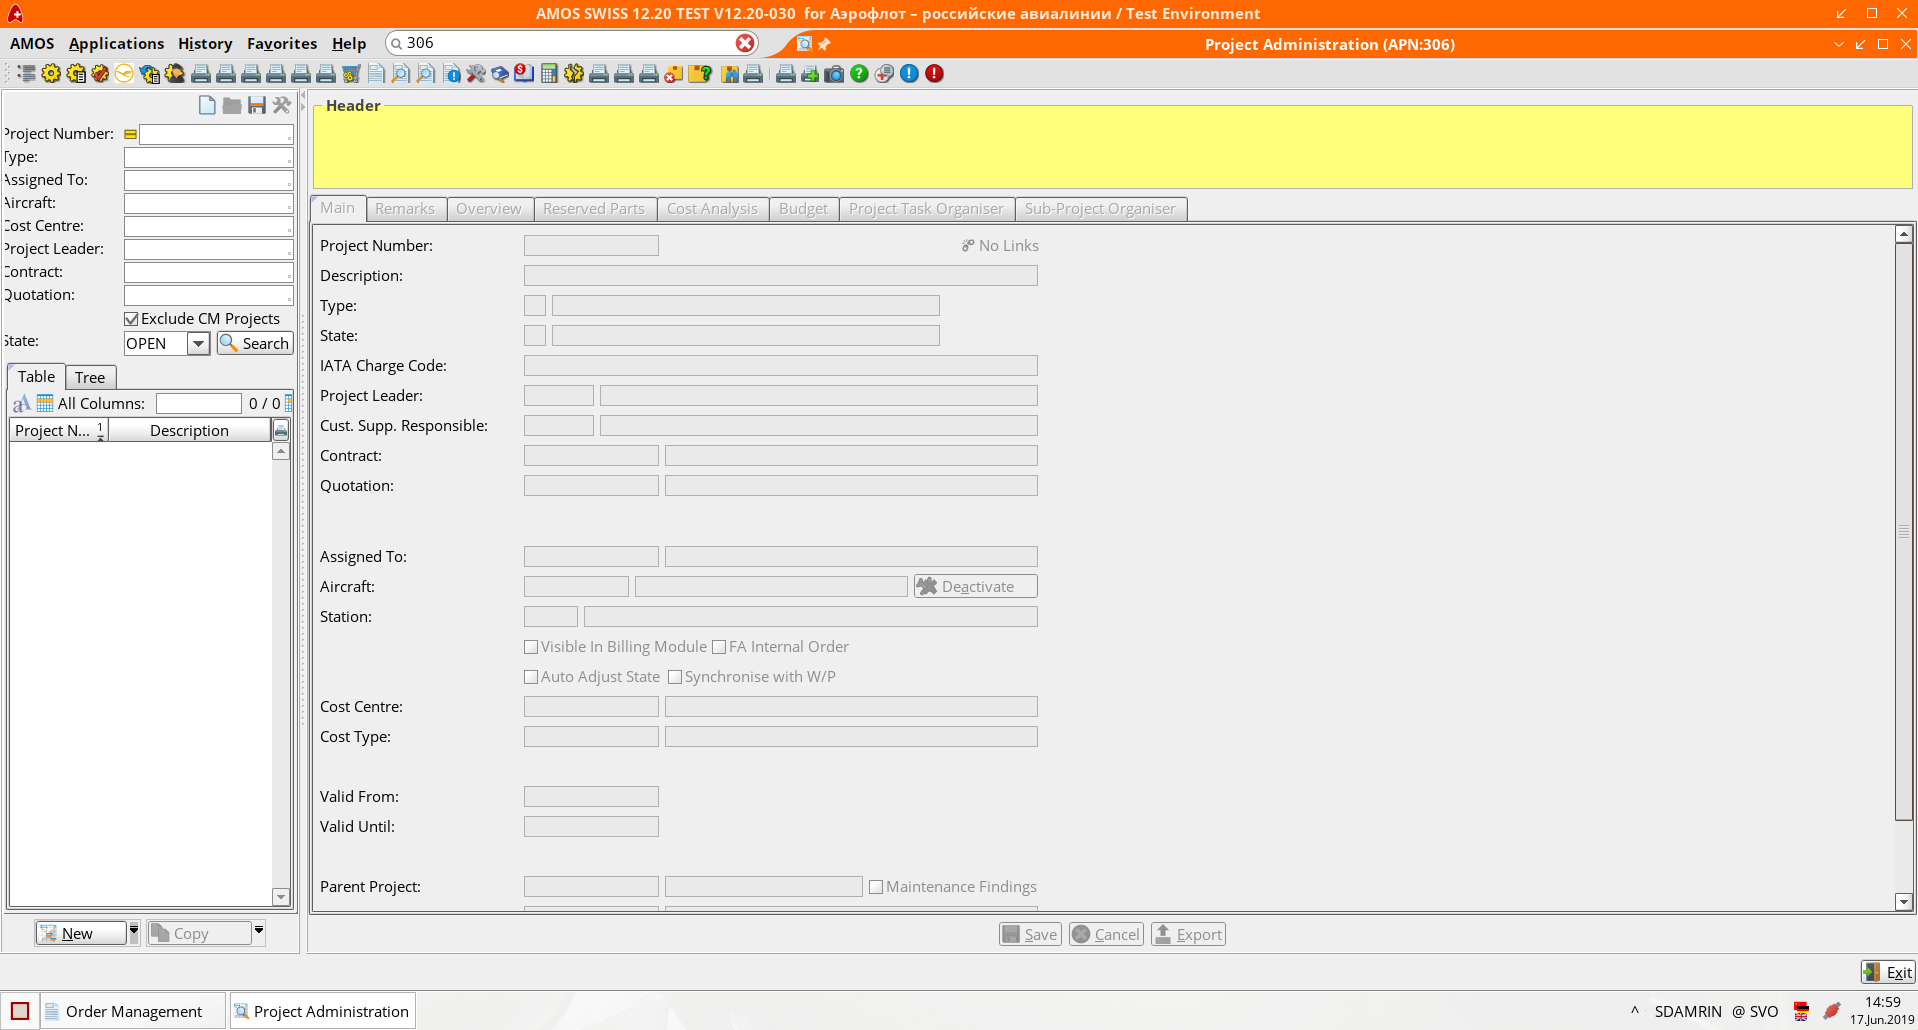 AMOS SWISS 12.20 TEST V12.20-030  for Аэрофлот – российские авиалинии / Test Environment
AMOS Applications History Favorites Help 306 Project Administration (APN:306)
Header
Project Number:
Type:
Assigned To:
Aircraft:
Cost Centre:
Project Leader:
Contract:
Quotation:
Exclude CM Projects
State: OPEN Search
Table Tree
All Columns: 0 / 0
Project N... 1 Description
New Copy
Main Remarks Overview Reserved Parts Cost Analysis Budget Project Task Organiser Sub-Project Organiser
Project Number: No Links
Description:
Type:
State:
IATA Charge Code:
Project Leader:
Cust. Supp. Responsible:
Contract:
Quotation:
Assigned To:
Aircraft: Deactivate
Station:
Visible In Billing Module FA Internal Order
Auto Adjust State Synchronise with W/P
Cost Centre:
Cost Type:
Valid From:
Valid Until:
Parent Project: Maintenance Findings
Save Cancel Export
Exit
Order Management Project Administration ^ SDAMRIN @ SVO 14:59
17.Jun.2019